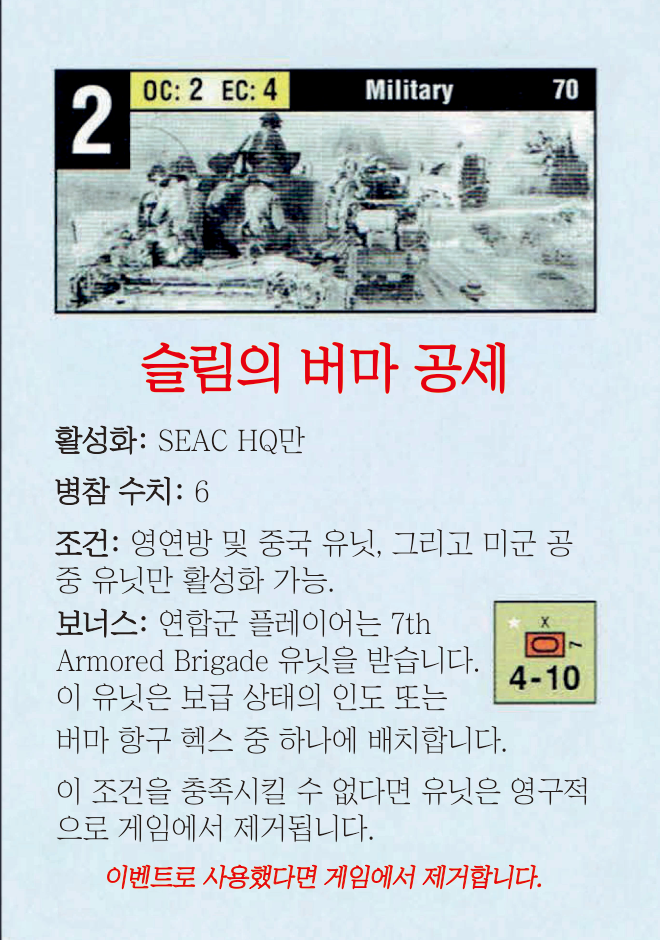 2 OC: 2 EC: 4 Military 70
슬림의 버마 공세
활성화: SEAC HQ만
병참 수치: 6
조건: 영연방 및 중국 유닛, 그리고 미군 공
중 유닛만 활성화 가능.
보너스: 연합군 플레이어는 7th
Armored Brigade 유닛을 받습니다.
이 유닛은 보급 상태의 인도 또는
버마 항구 헥스 중 하나에 배치합니다.
X
7
4-10
이 조건을 충족시킬 수 없다면 유닛은 영구적
으로 게임에서 제거됩니다.
이벤트로 사용했다면 게임에서 제거합니다.